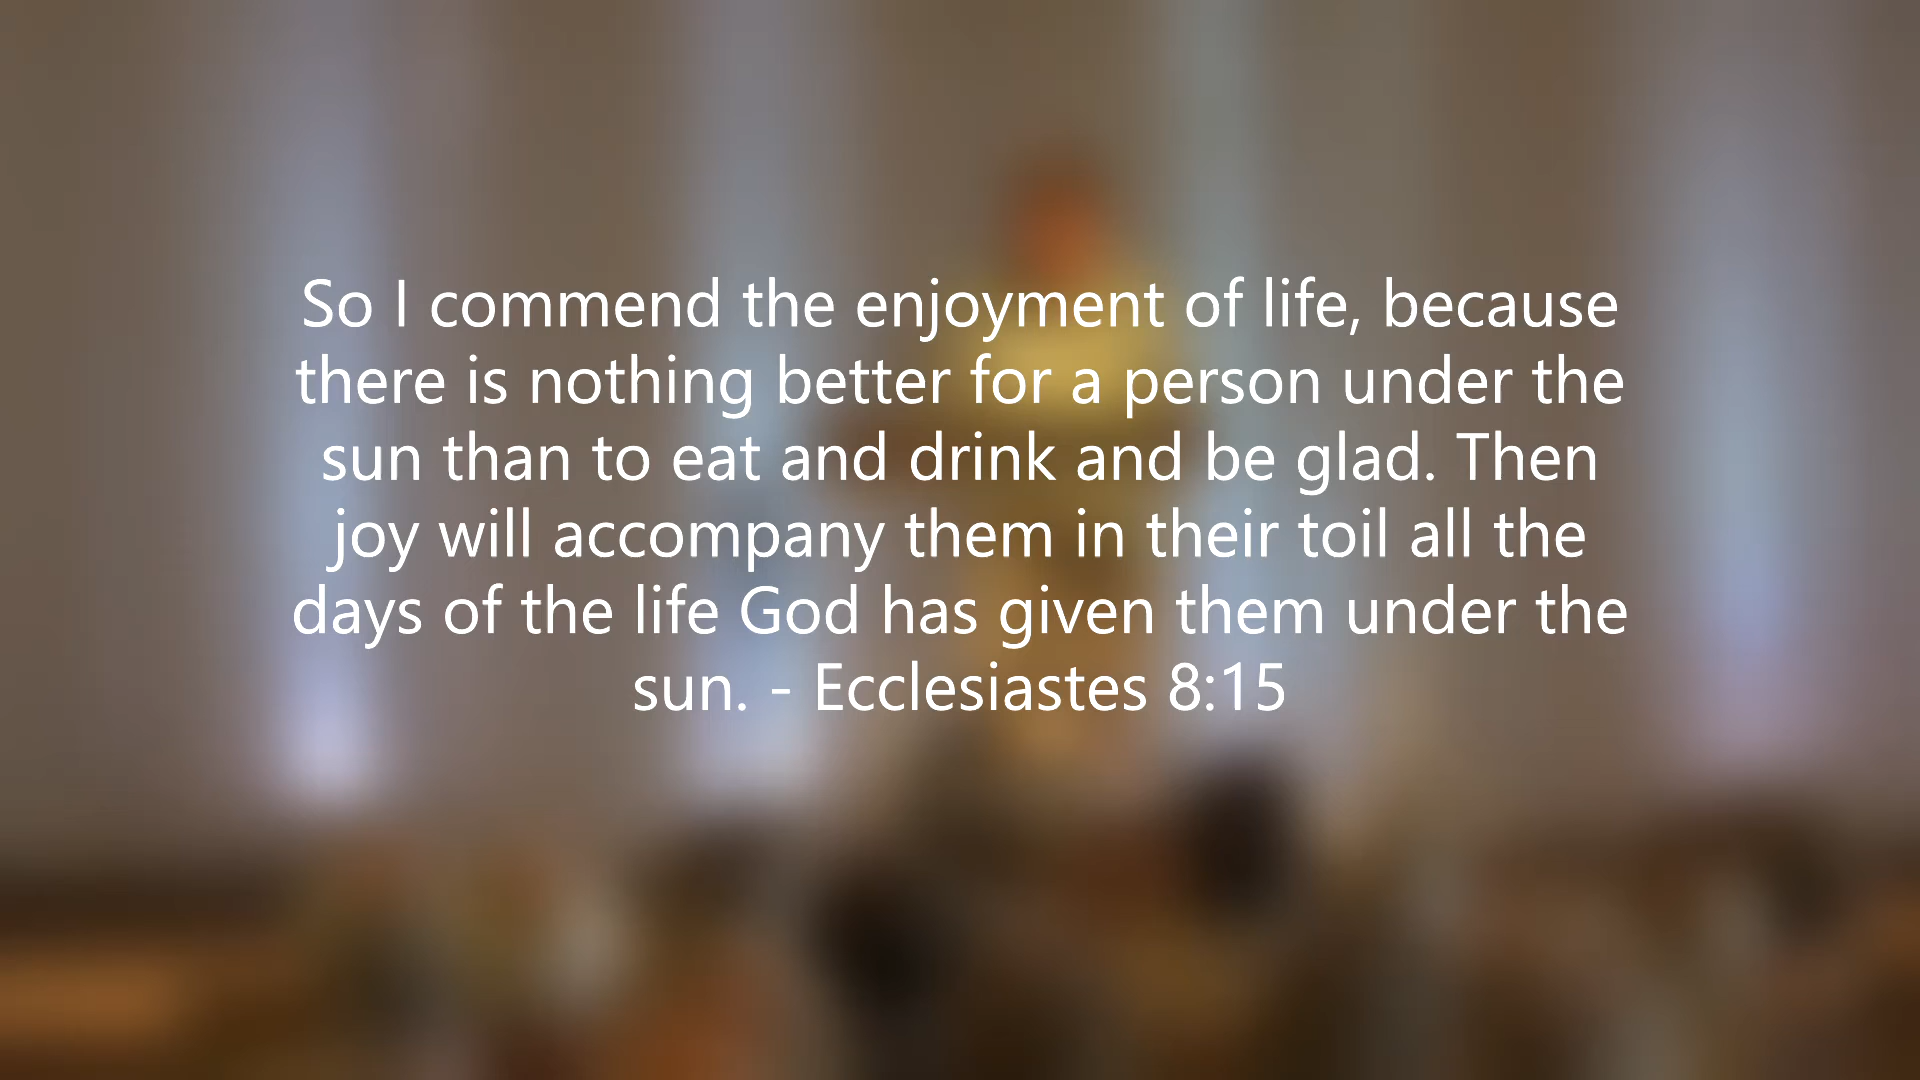 So I commend the enjoyment of life, because
there is nothing better for a person under the
sun than to eat and drink and be glad. Then
joy will accompany them in their toil all the
days of the life God has given them under the
sun. - Ecclesiastes 8:15